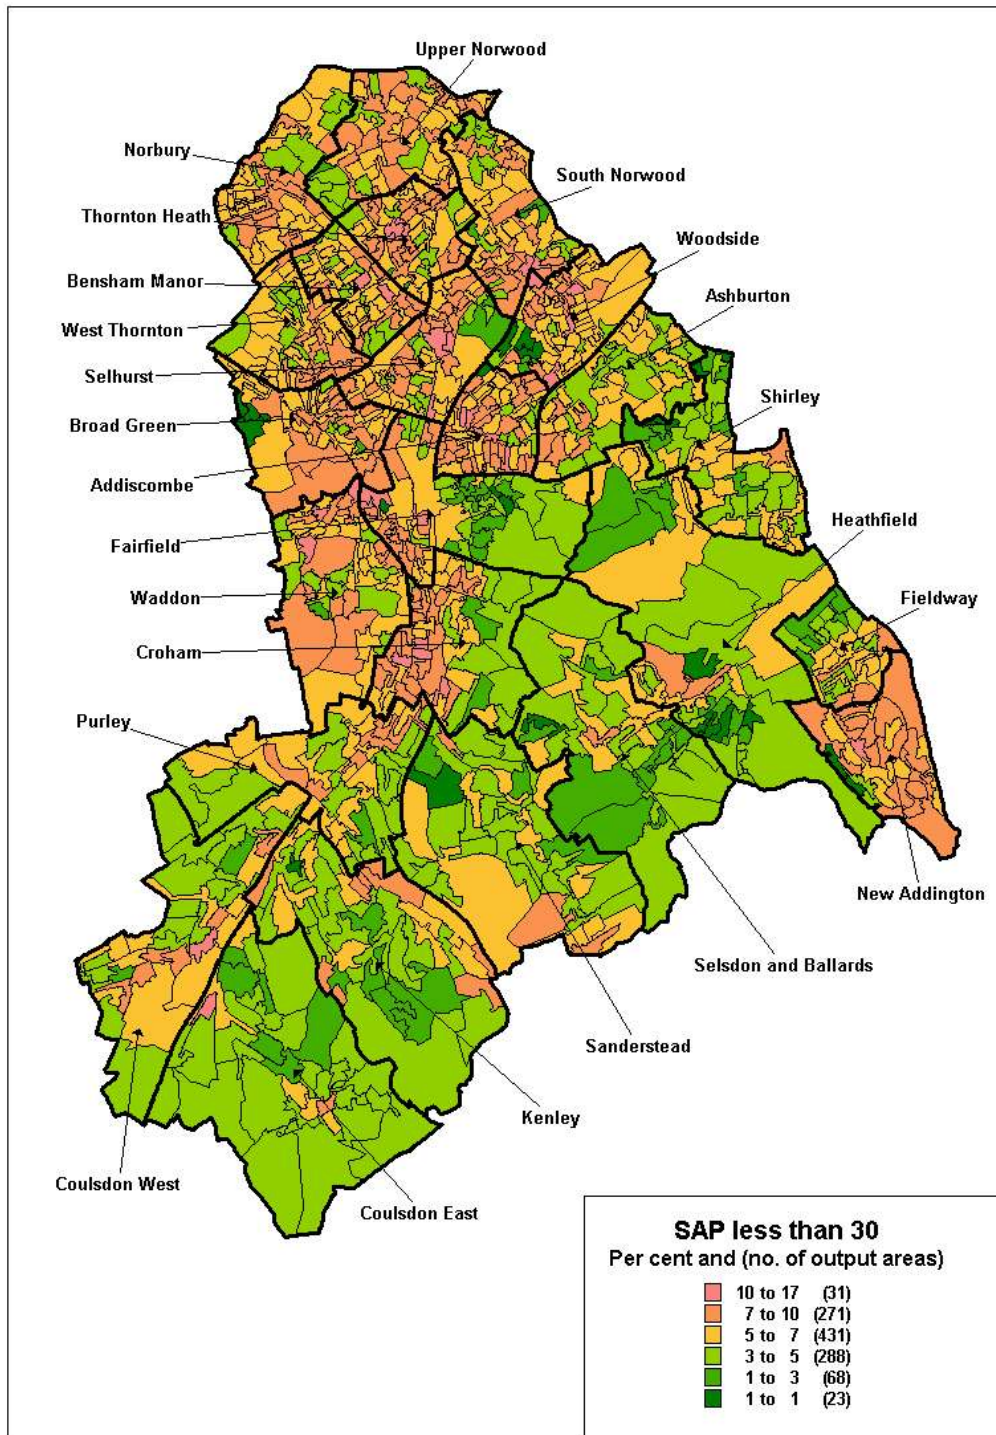 Upper Norwood
Norbury
South Norwood
Thornton Heath
Woodside
Bensham Manor
Ashburton
West Thornton
Selhurst
Shirley
Broad Green
Addiscombe
Heathfield
Fairfield
Fieldway
Waddon
Croham
Purley
New Addington
Selsdon and Ballards
Sanderstead
Kenley
Coulsdon West
Coulsdon East
SAP less than 30
Per cent and (no. of output areas)
10 to 17 (31)
7 to 10 (271)
5 to 7 (431)
3 to 5 (288)
1 to 3 (68)
1 to 1 (23)